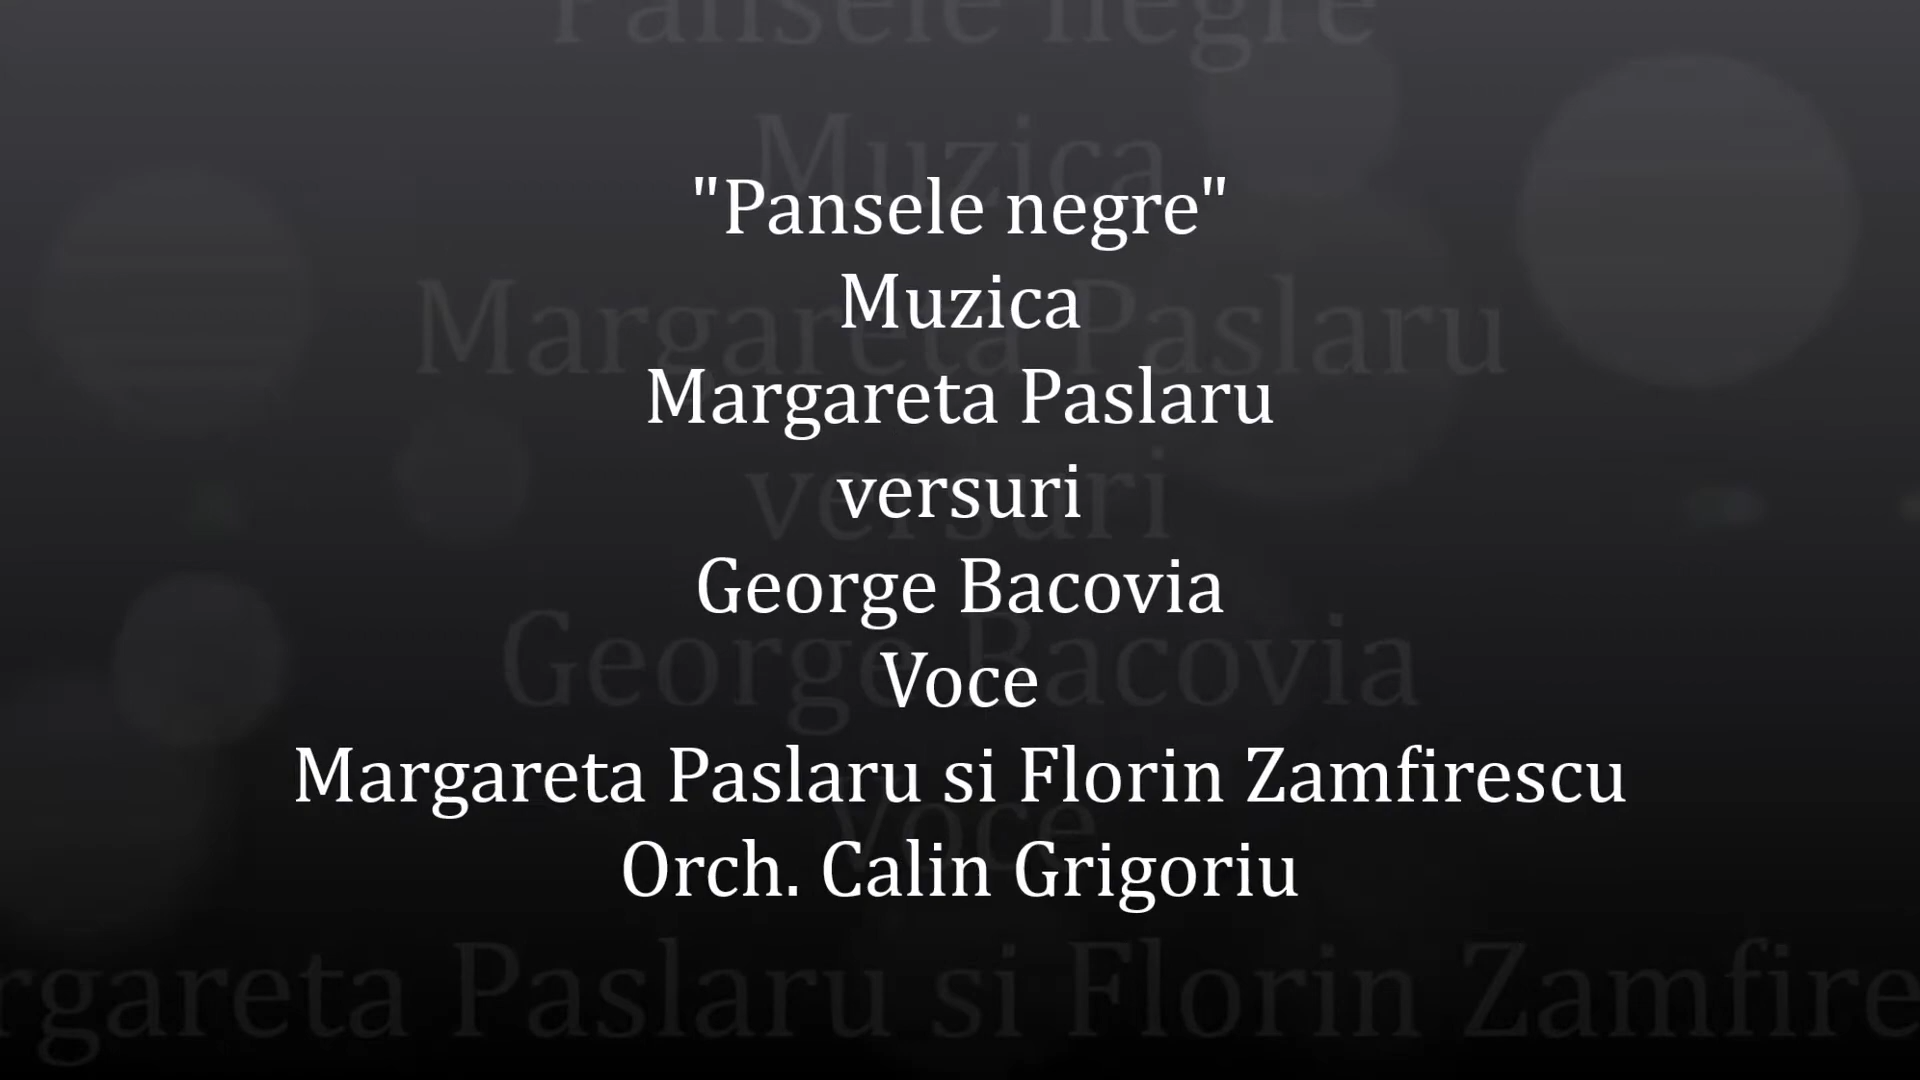 "Pansele negre"
Muzica
Margareta Paslaru
versuri
George Bacovia
Voce
Margareta Paslaru si Florin Zamfirescu
Orch. Calin Grigoriu